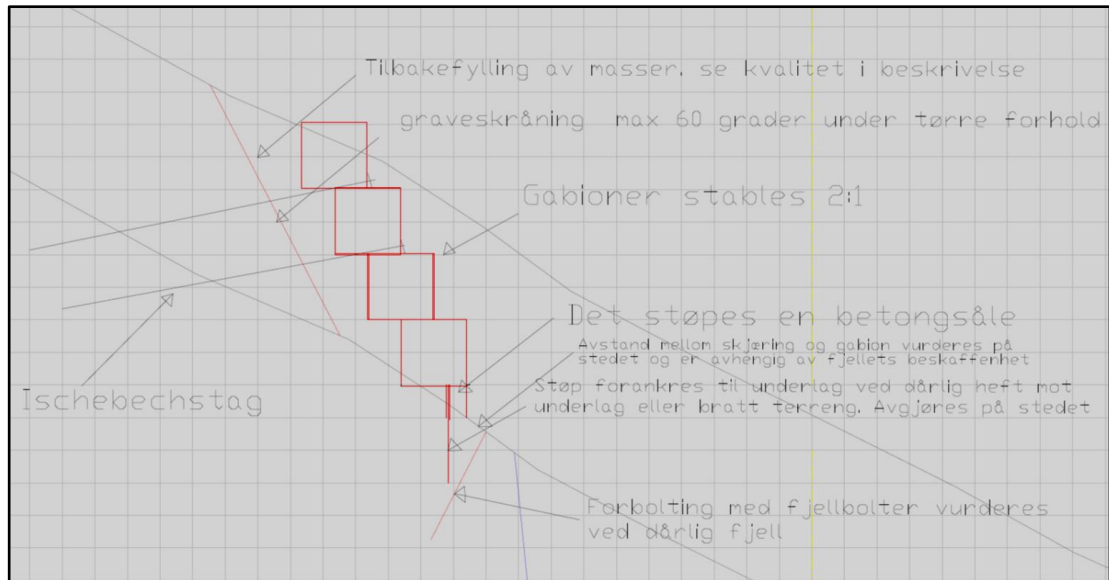 Tilbakefylling av masser. se kvalitet i beskrivelse
graveskråning max 60 grader under tørre forhold
Gabioner stables 2:1
Det støpes en betongsåle
Avstand mellom skjæring og gabion vurderes på
stedet og er avhengig av fjellets beskaffenhet
Støp forankres til underlag ved dårlig heft mot
underlag eller bratt terreng. Avgjøres på stedet
Ischebechstag
Forbolting med fjellbolter vurderes
ved dårlig fjell